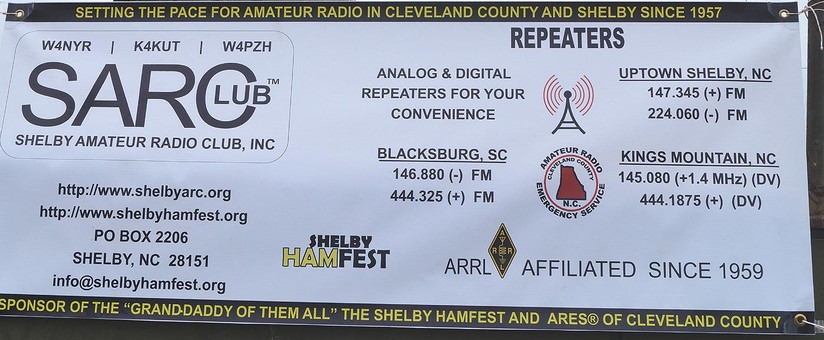 SETTING THE PACE FOR AMATEUR RADIO IN CLEVELAND COUNTY AND SHELBY SINCE 1957
W4NYR | K4KUT | W4PZH
SARCLUB™
SHELBY AMATEUR RADIO CLUB, INC
http://www.shelbyarc.org
http://www.shelbyhamfest.org
PO BOX 2206
SHELBY, NC 28151
info@shelbyhamfest.org
REPEATERS
ANALOG & DIGITAL
REPEATERS FOR YOUR
CONVENIENCE
UPTOWN SHELBY, NC
147.345 (+) FM
224.060 (-) FM
BLACKSBURG, SC
146.880 (-) FM
444.325 (+) FM
AMATEUR RADIO
CLEVELAND COUNTY
N.C.
EMERGENCY SERVICE
KINGS MOUNTAIN, NC
145.080 (+1.4 MHz) (DV)
444.1875 (+) (DV)
SHELBY
HAMFEST
ARRL
A
R R
L
AFFILIATED SINCE 1959
SPONSOR OF THE “GRAND-DADDY OF THEM ALL” THE SHELBY HAMFEST AND ARES® OF CLEVELAND COUNTY